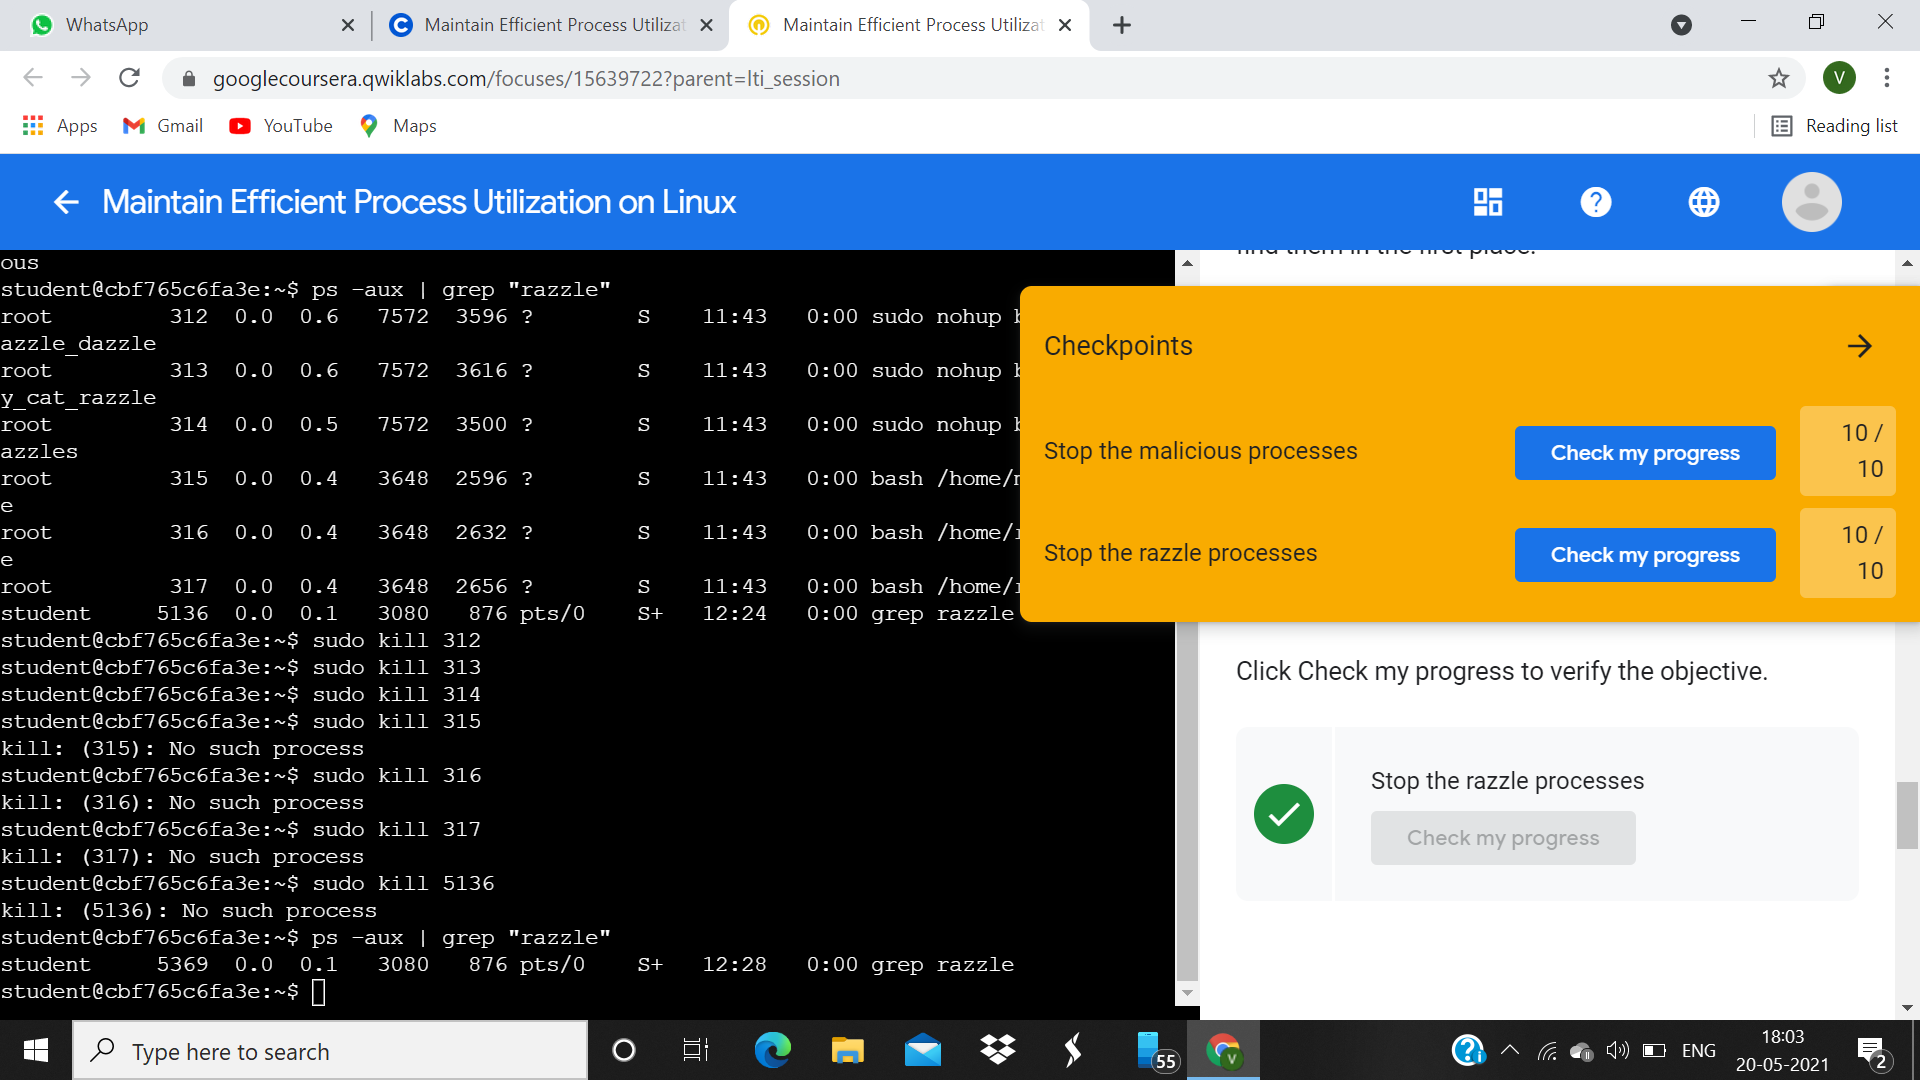 WhatsApp
Maintain Efficient Process Utilizat
Maintain Efficient Process Utilizat
googlecoursera.qwiklabs.com/focuses/15639722?parent=lti_session
V
Apps
Gmail
YouTube
Maps
Reading list
Maintain Efficient Process Utilization on Linux
ous
student@cbf765c6fa3e:~$ ps -aux | grep "razzle"
root 312 0.0 0.6 7572 3596 ? S 11:43 0:00 sudo nohup
azzle_dazzle
root 313 0.0 0.6 7572 3616 ? S 11:43 0:00 sudo nohup
y_cat_razzle
root 314 0.0 0.5 7572 3500 ? S 11:43 0:00 sudo nohup
azzles
root 315 0.0 0.4 3648 2596 ? S 11:43 0:00 bash /home/
e
root 316 0.0 0.4 3648 2632 ? S 11:43 0:00 bash /home/
e
root 317 0.0 0.4 3648 2656 ? S 11:43 0:00 bash /home/
student 5136 0.0 0.1 3080 876 pts/0 S+ 12:24 0:00 grep razzle
student@cbf765c6fa3e:~$ sudo kill 312
student@cbf765c6fa3e:~$ sudo kill 313
student@cbf765c6fa3e:~$ sudo kill 314
student@cbf765c6fa3e:~$ sudo kill 315
kill: (315): No such process
student@cbf765c6fa3e:~$ sudo kill 316
kill: (316): No such process
student@cbf765c6fa3e:~$ sudo kill 317
kill: (317): No such process
student@cbf765c6fa3e:~$ sudo kill 5136
kill: (5136): No such process
student@cbf765c6fa3e:~$ ps -aux | grep "razzle"
student 5369 0.0 0.1 3080 876 pts/0 S+ 12:28 0:00 grep razzle
student@cbf765c6fa3e:~$
find them in the first place.
Checkpoints
Stop the malicious processes
Check my progress
10 /
10
Stop the razzle processes
Check my progress
10 /
10
Click Check my progress to verify the objective.
Stop the razzle processes
Check my progress
Type here to search
55
V
ENG
18:03
20-05-2021
2